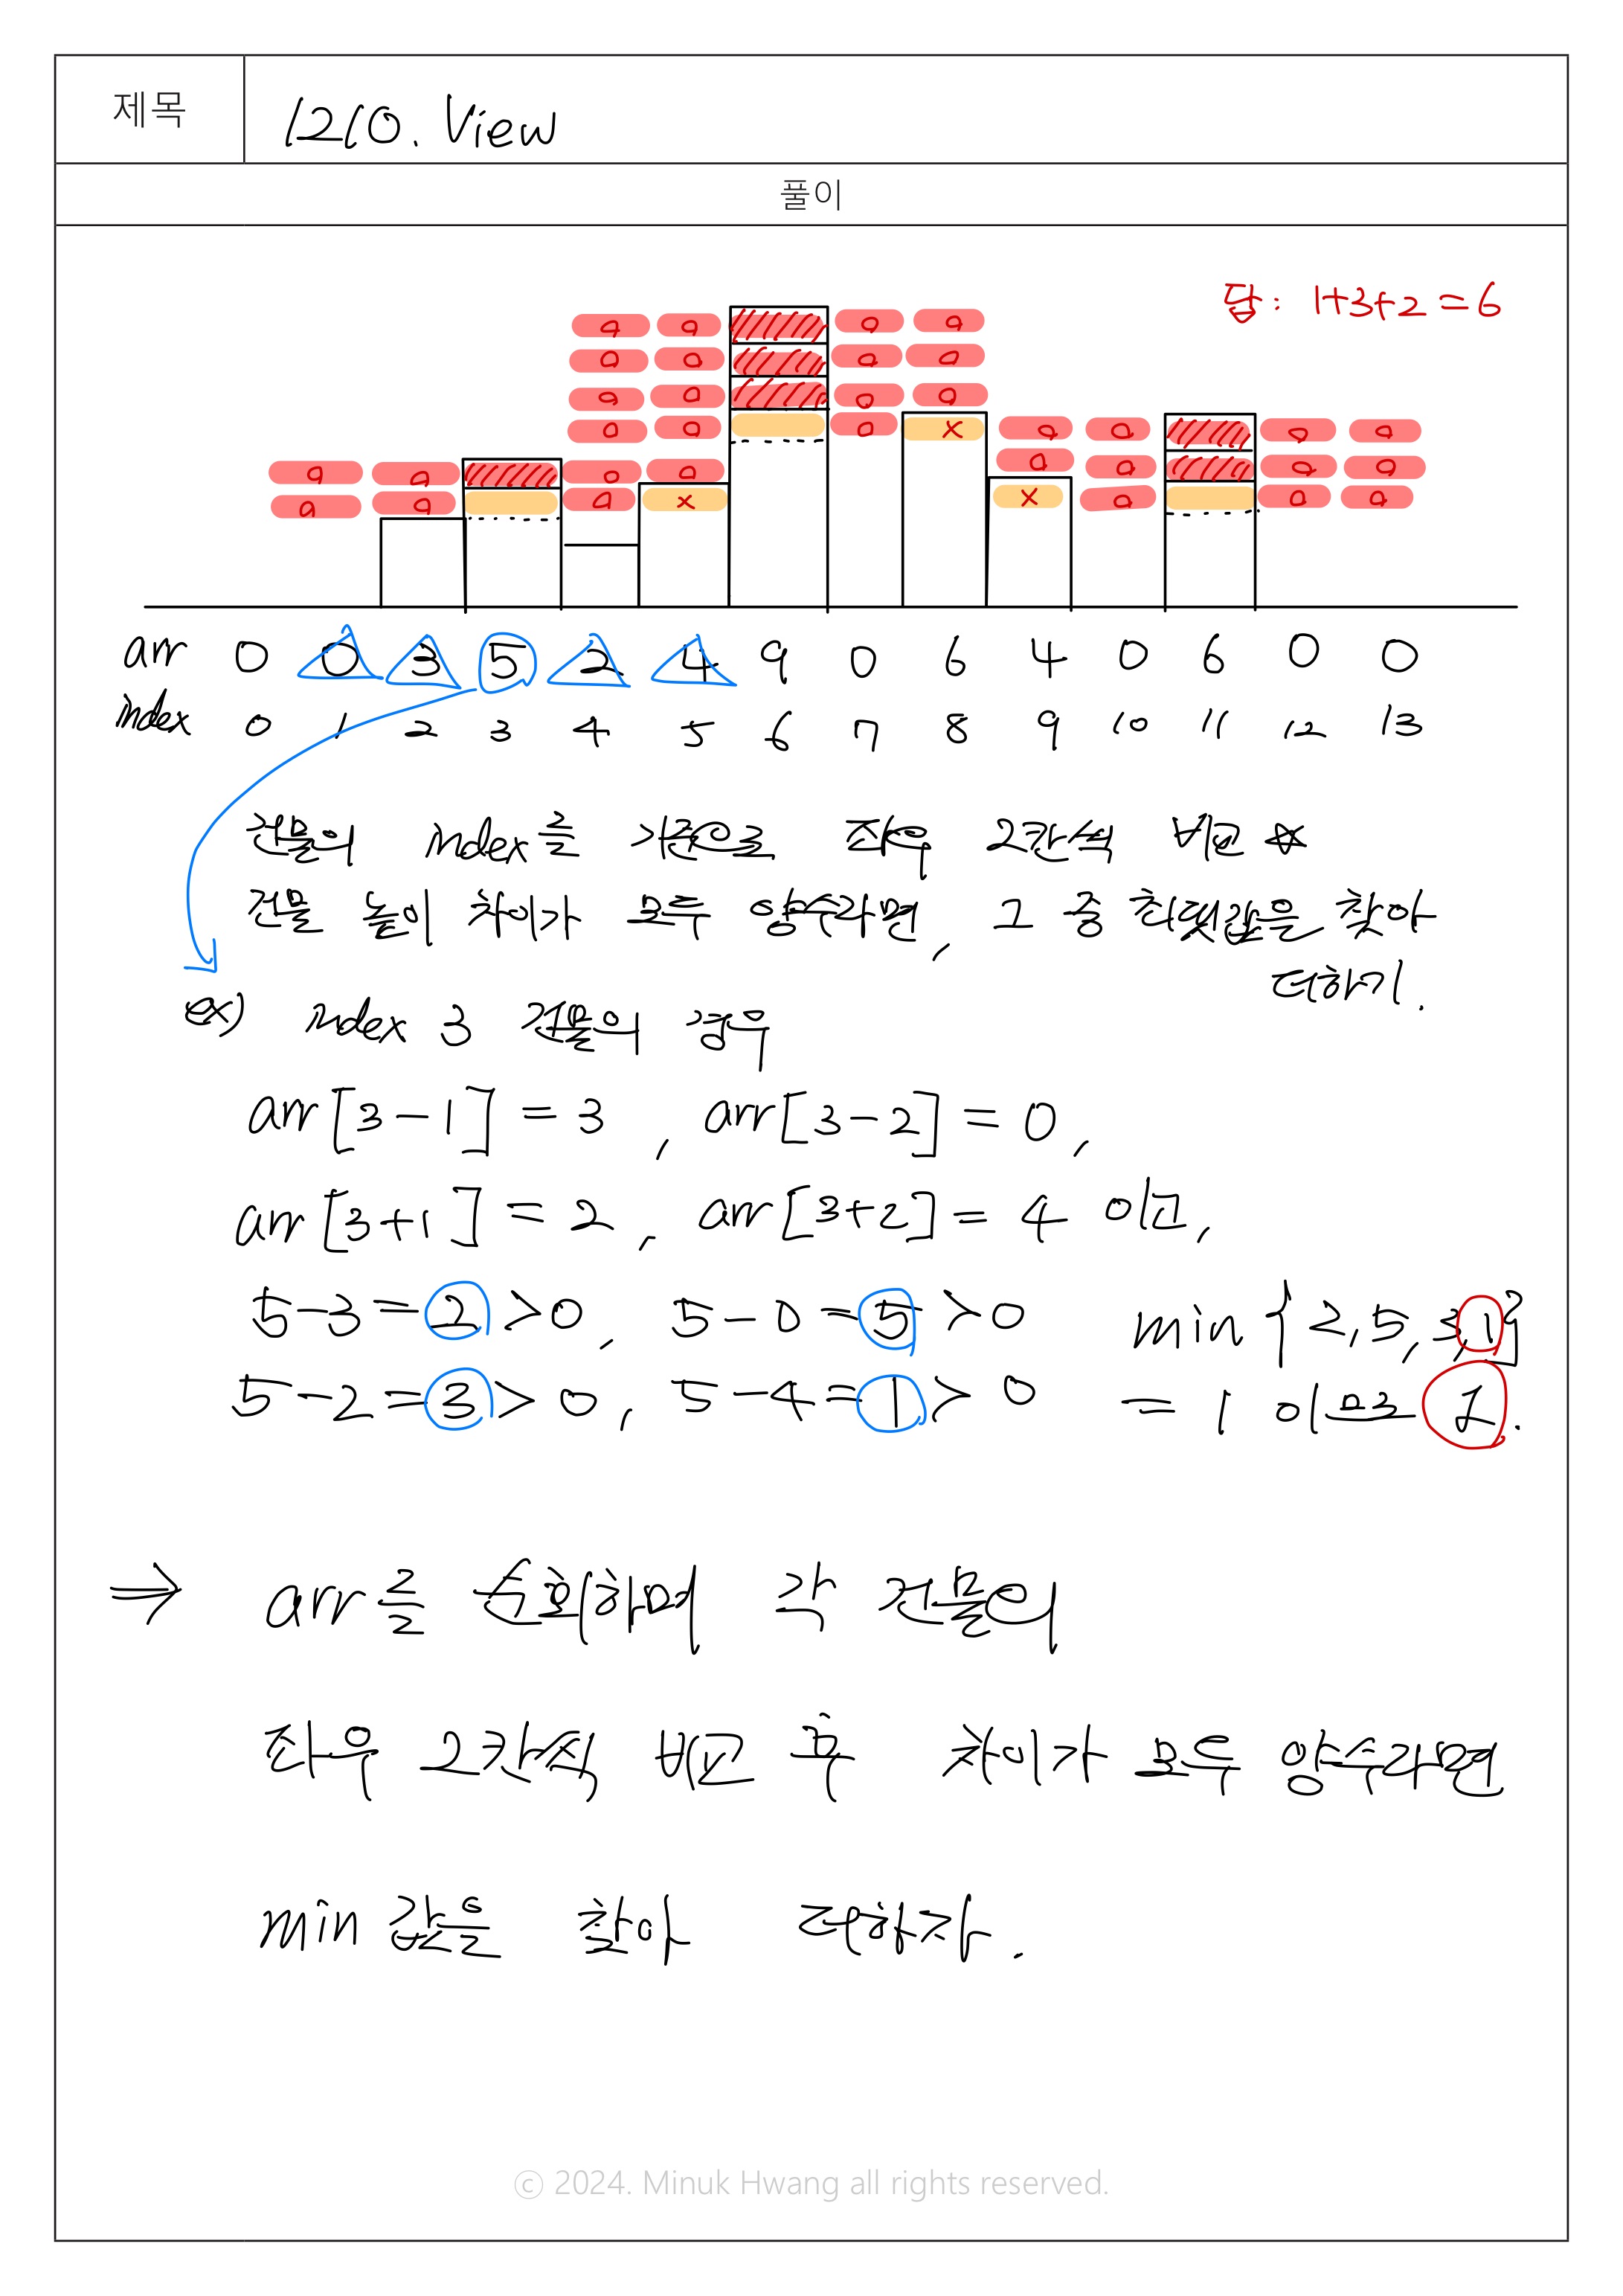 제목
1210. View
풀이
답: 1+3+2=6
arr 0 0 3 5 2 4 9 0 6 4 0 6 0 0
index 0 1 2 3 4 5 6 7 8 9 10 11 12 13
건물의 index를 기준으로 좌우 2칸씩 비교 ☆
건물 높이 차이가 모두 양수라면, 그 중 최솟값을 찾아
더하기.
ex) index 3 건물의 경우
arr[3-1]=3, arr[3-2]=0,
arr[3+1]=2, arr[3+2]=4 이고,
5-3=2>0, 5-0=5>0 min{2,5,3,1}
5-2=3>0, 5-4=1>0 =1 이므로 1.
⇒ arr를 순회하며 각 건물의
좌우 2칸씩 비교 후 차이가 모두 양수라면
min 값을 찾아 더하자.
ⓒ 2024. Minuk Hwang all rights reserved.